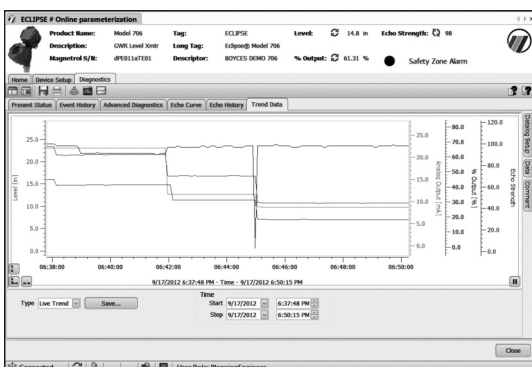 ECLIPSE # Online parameterization
Product Name: Model 706 Tag: ECLIPSE Level: 14.8 in Echo Strength: 98
Description: GWR Level Xmtr Long Tag: Eclipse® Model 706
Magnetrol S/N: dPE011aTE01 Descriptor: BOYCES DEMO 706 % Output: 61.31 % Safety Zone Alarm
Home Device Setup Diagnostics
Present Status Event History Advanced Diagnostics Echo Curve Echo History Trend Data
Datalog Setup Data Comment
Level [in]
25.0
20.0
15.0
10.0
5.0
0.0
Analog Output [mA]
25.0
20.0
15.0
10.0
5.0
0.0
% Output [%]
80.0
70.0
60.0
50.0
40.0
30.0
20.0
10.0
0.0
Echo Strength
120.0
100.0
80.0
60.0
40.0
20.0
0.0
06:38:00 06:40:00 06:42:00 06:44:00 06:46:00 06:48:00 06:50:00
9/17/2012 6:37:48 PM - Time - 9/17/2012 6:50:15 PM
Type Live Trend Save...
Time
Start 9/17/2012 6:37:48 PM
Stop 9/17/2012 6:50:15 PM
Close
Connected User Role: PlanningEngineer